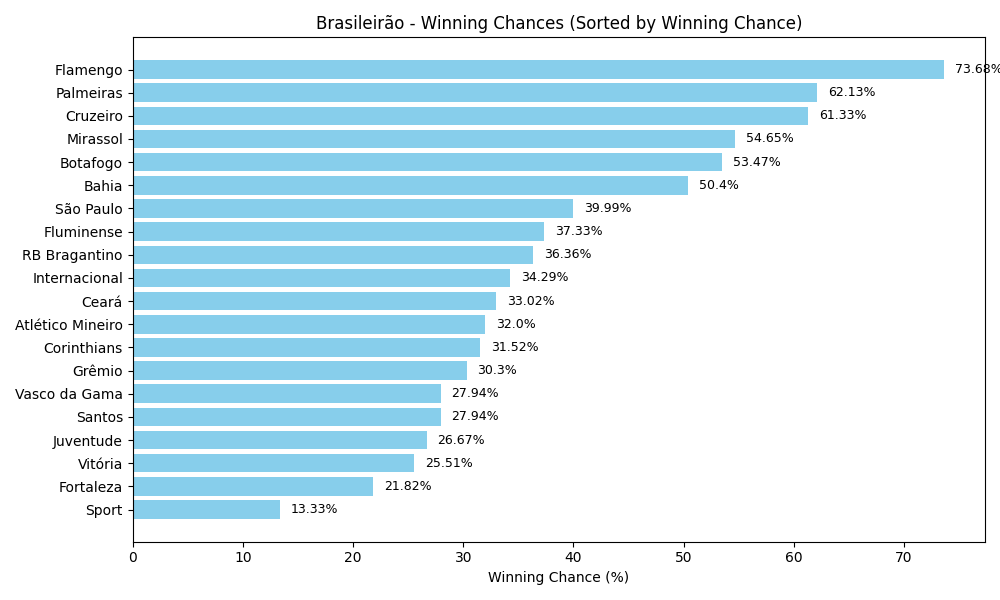 Brasileirão - Winning Chances (Sorted by Winning Chance)
Flamengo 73.68%
Palmeiras 62.13%
Cruzeiro 61.33%
Mirassol 54.65%
Botafogo 53.47%
Bahia 50.4%
São Paulo 39.99%
Fluminense 37.33%
RB Bragantino 36.36%
Internacional 34.29%
Ceará 33.02%
Atlético Mineiro 32.0%
Corinthians 31.52%
Grêmio 30.3%
Vasco da Gama 27.94%
Santos 27.94%
Juventude 26.67%
Vitória 25.51%
Fortaleza 21.82%
Sport 13.33%
0 10 20 30 40 50 60 70
Winning Chance (%)